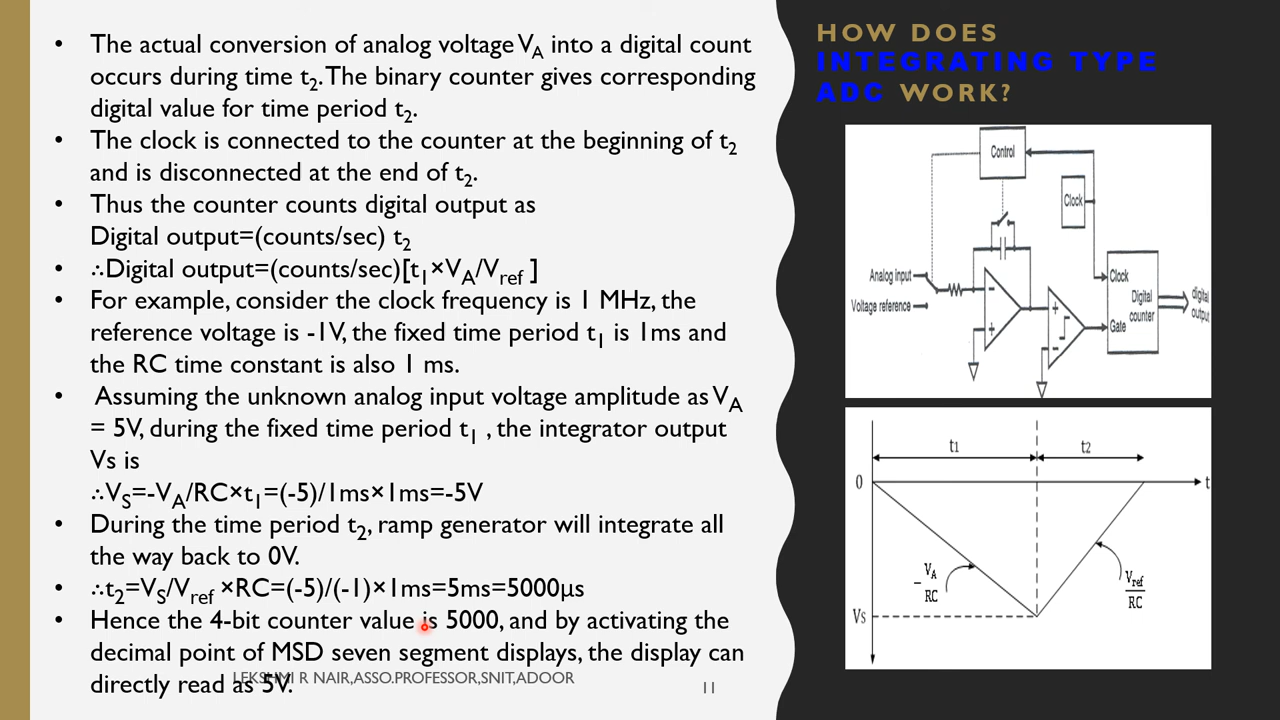 • The actual conversion of analog voltage VA into a digital count
occurs during time t2. The binary counter gives corresponding
digital value for time period t2.
• The clock is connected to the counter at the beginning of t2
and is disconnected at the end of t2.
• Thus the counter counts digital output as
Digital output=(counts/sec) t2
• ∴Digital output=(counts/sec)[t1×VA/Vref ]
• For example, consider the clock frequency is 1 MHz, the
reference voltage is -1V, the fixed time period t1 is 1ms and
the RC time constant is also 1 ms.
• Assuming the unknown analog input voltage amplitude as VA
= 5V, during the fixed time period t1 , the integrator output
Vs is
∴VS=-VA/RC×t1=(-5)/1ms×1ms=-5V
• During the time period t2, ramp generator will integrate all
the way back to 0V.
• ∴t2=VS/Vref ×RC=(-5)/(-1)×1ms=5ms=5000μs
• Hence the 4-bit counter value is 5000, and by activating the
decimal point of MSD seven segment displays, the display can
directly read as 5V.
LEKSHMI R NAIR,ASSO.PROFESSOR,SNIT,ADOOR
11
HOW DOES
INTEGRATING TYPE
ADC WORK?
Control
Clock
Analog input
Voltage reference
−
+
+
−
Clock
Digital
counter
Gate
digital
output
t1
t2
0
t
− VA
RC
Vref
RC
Vs